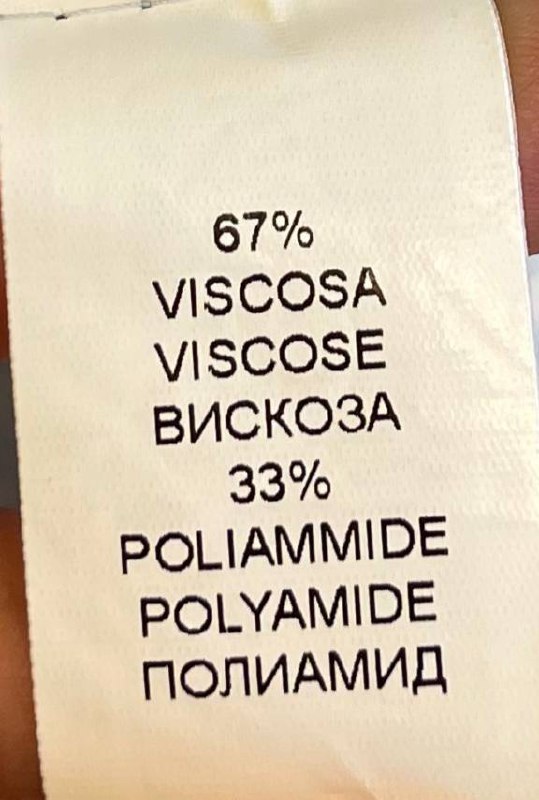 67%
VISCOSA
VISCOSE
ВИСКОЗА
33%
POLIAMMIDE
POLYAMIDE
ПОЛИАМИД